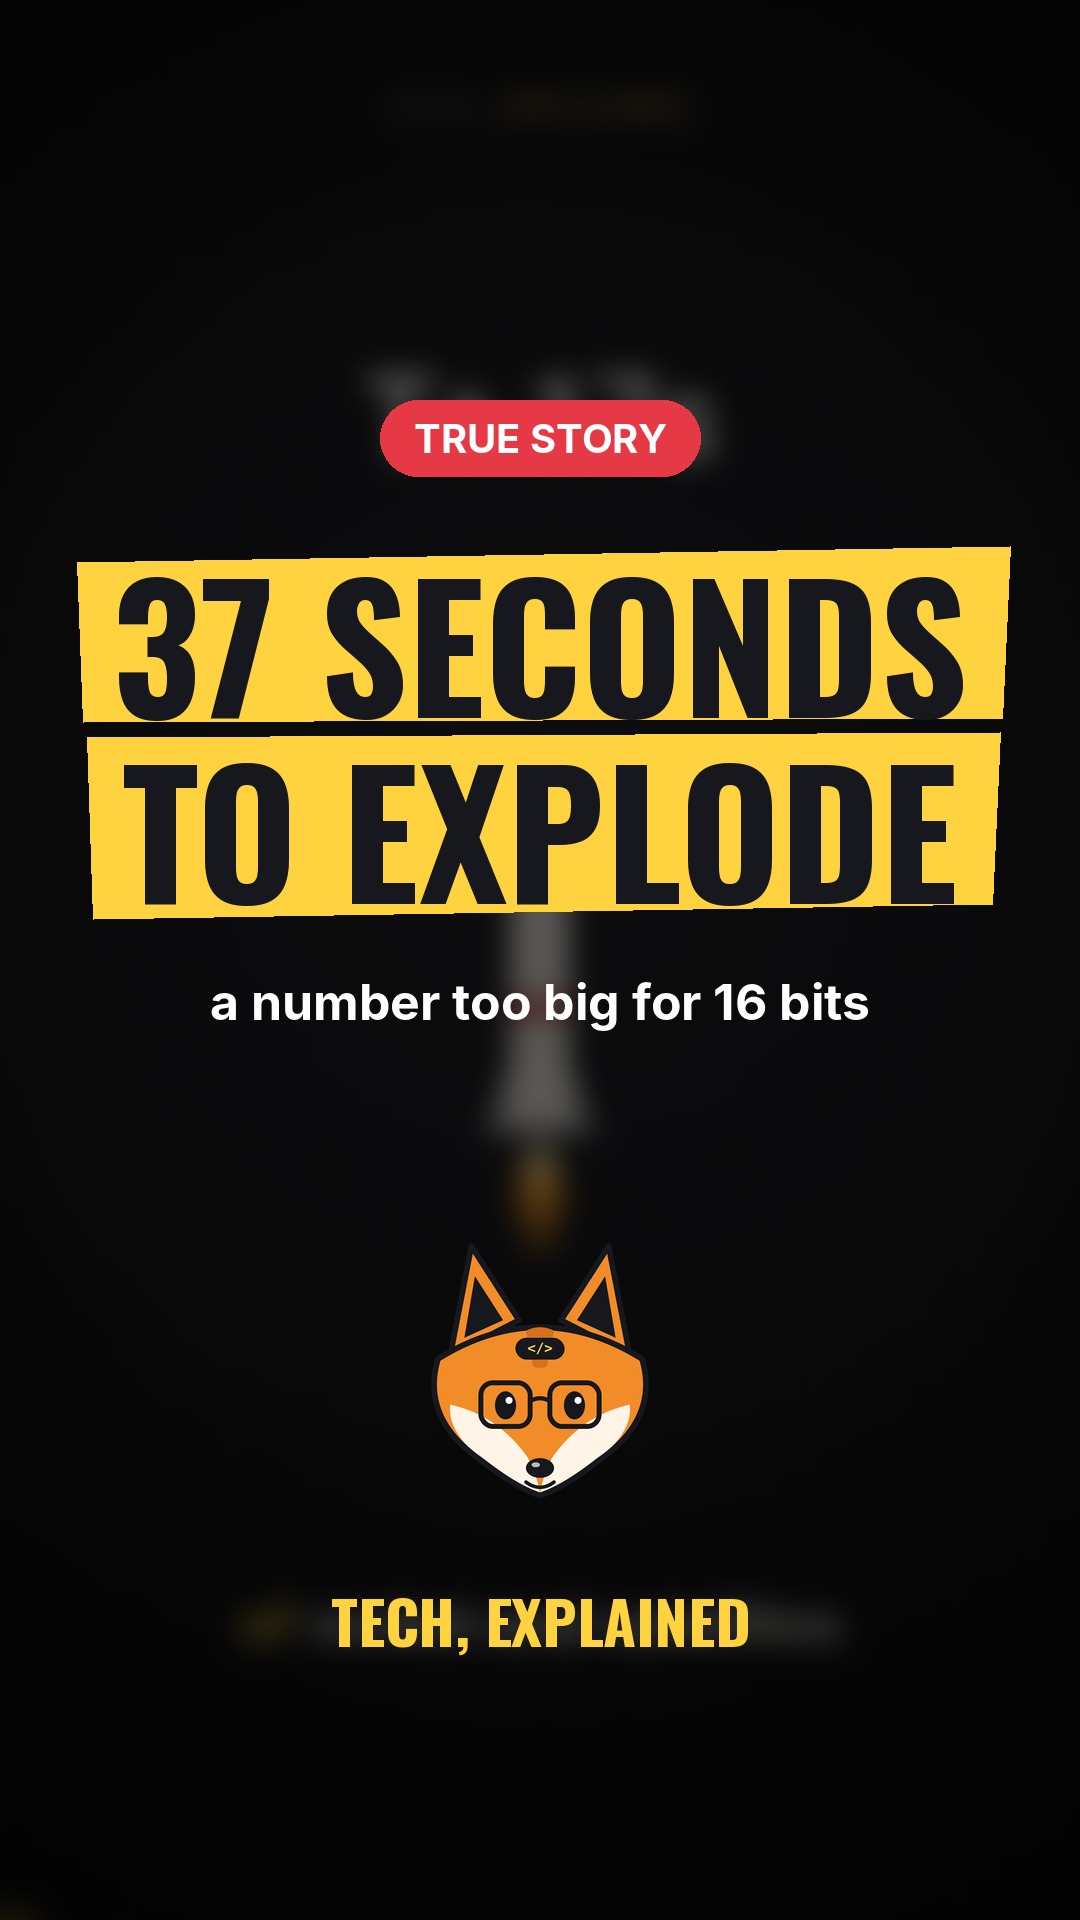 TRUE STORY
37 SECONDS
TO EXPLODE
a number too big for 16 bits
</>
TECH, EXPLAINED